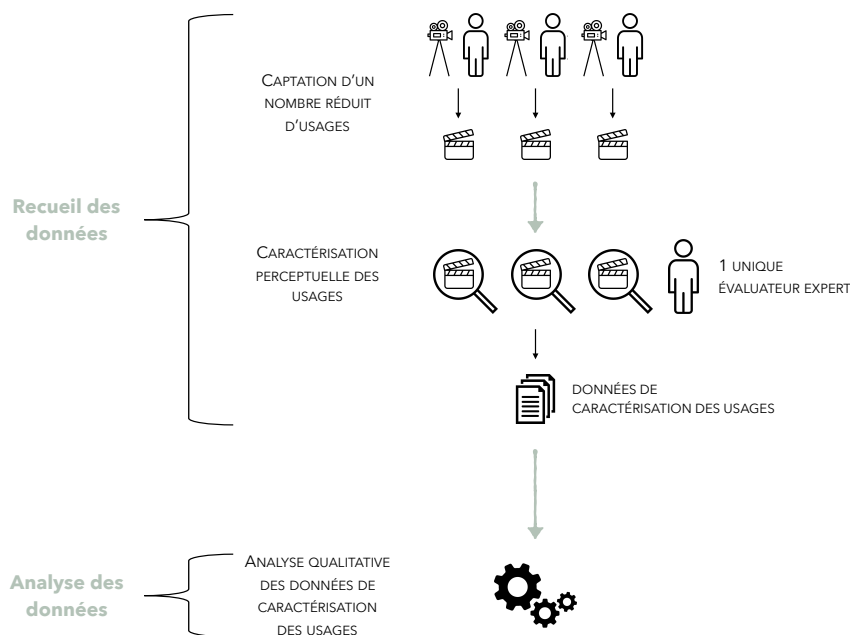 CAPTATION D'UN
NOMBRE RÉDUIT
D'USAGES
Recueil des
données
CARACTÉRISATION
PERCEPTUELLE DES
USAGES
1 UNIQUE
ÉVALUATEUR EXPERT
DONNÉES DE
CARACTÉRISATION DES USAGES
Analyse des
données
ANALYSE QUALITATIVE
DES DONNÉES DE
CARACTÉRISATION
DES USAGES